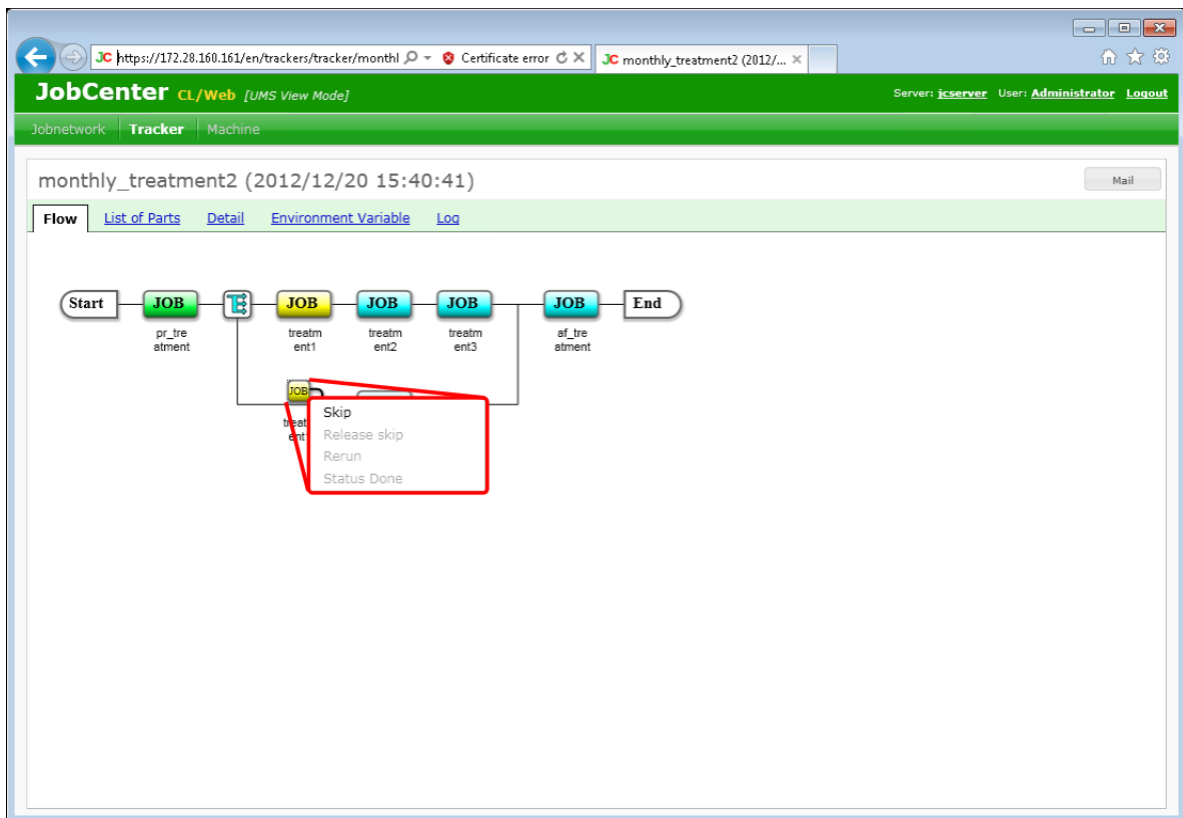 JC https://172.28.160.161/en/trackers/tracker/monthl Certificate error JC monthly_treatment2 (2012/...
JobCenter CL/Web [UMS View Mode] Server: jcserver User: Administrator Logout
Jobnetwork Tracker Machine
monthly_treatment2 (2012/12/20 15:40:41) Mail
Flow List of Parts Detail Environment Variable Log
Start JOB JOB JOB JOB JOB End
pr_tre treatm treatm treatm af_tre
atment ent1 ent2 ent3 atment
JOB
Skip
Release skip
Rerun
Status Done